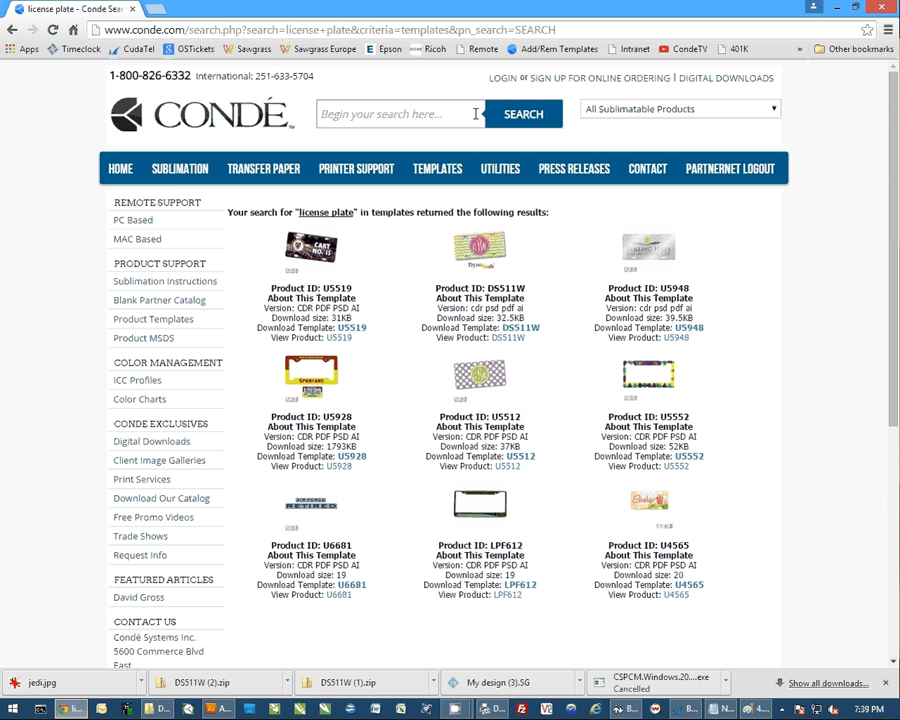 license plate - Conde Syst
www.conde.com/search.php?search=license+plate&criteria=templates&pn_search=SEARCH
Apps Timeclock CudaTel OSTickets Sawgrass Sawgrass Europe Epson Ricoh Remote Add/Rem Templates Intranet CondeTV 401K » Other bookmarks
1-800-826-6332 International: 251-633-5704
LOGIN or SIGN UP FOR ONLINE ORDERING | DIGITAL DOWNLOADS
CONDÉ
Begin your search here...
SEARCH
All Sublimatable Products
HOME SUBLIMATION TRANSFER PAPER PRINTER SUPPORT TEMPLATES UTILITIES PRESS RELEASES CONTACT PARTNERNET LOGOUT
REMOTE SUPPORT
PC Based
MAC Based
PRODUCT SUPPORT
Sublimation Instructions
Blank Partner Catalog
Product Templates
Product MSDS
COLOR MANAGEMENT
ICC Profiles
Color Charts
CONDE EXCLUSIVES
Digital Downloads
Client Image Galleries
Print Services
Download Our Catalog
Free Promo Videos
Trade Shows
Request Info
FEATURED ARTICLES
David Gross
CONTACT US
Condé Systems Inc.
5600 Commerce Blvd
East
Your search for "license plate" in templates returned the following results:
CART
NO. 15
Product ID: U5519
About This Template
Version: CDR PDF PSD AI
Download size: 31KB
Download Template: U5519
View Product: U5519
Product ID: DS511W
About This Template
Version: cdr psd pdf ai
Download size: 32.5KB
Download Template: DS511W
View Product: DS511W
ROLLING HILLS
Product ID: U5948
About This Template
Version: cdr psd pdf ai
Download size: 39.5KB
Download Template: U5948
View Product: U5948
SPARTANS
Product ID: U5928
About This Template
Version: CDR PDF PSD AI
Download size: 1793KB
Download Template: U5928
View Product: U5928
Product ID: U5512
About This Template
Version: CDR PDF PSD AI
Download size: 37KB
Download Template: U5512
View Product: U5512
Product ID: U5552
About This Template
Version: CDR PDF PSD AI
Download size: 52KB
Download Template: U5552
View Product: U5552
AIR FORCE
RETIRED
Product ID: U6681
About This Template
Download size: 19
Download Template: U6681
View Product: U6681
Product ID: LPF612
About This Template
Download size: 19
Download Template: LPF612
View Product: LPF612
Product ID: U4565
About This Template
Download size: 20
Download Template: U4565
View Product: U4565
jedi.jpg
DS511W (2).zip
DS511W (1).zip
My design (3).SG
CSPCM.Windows.20....exe
Cancelled
Show all downloads...
7:39 PM